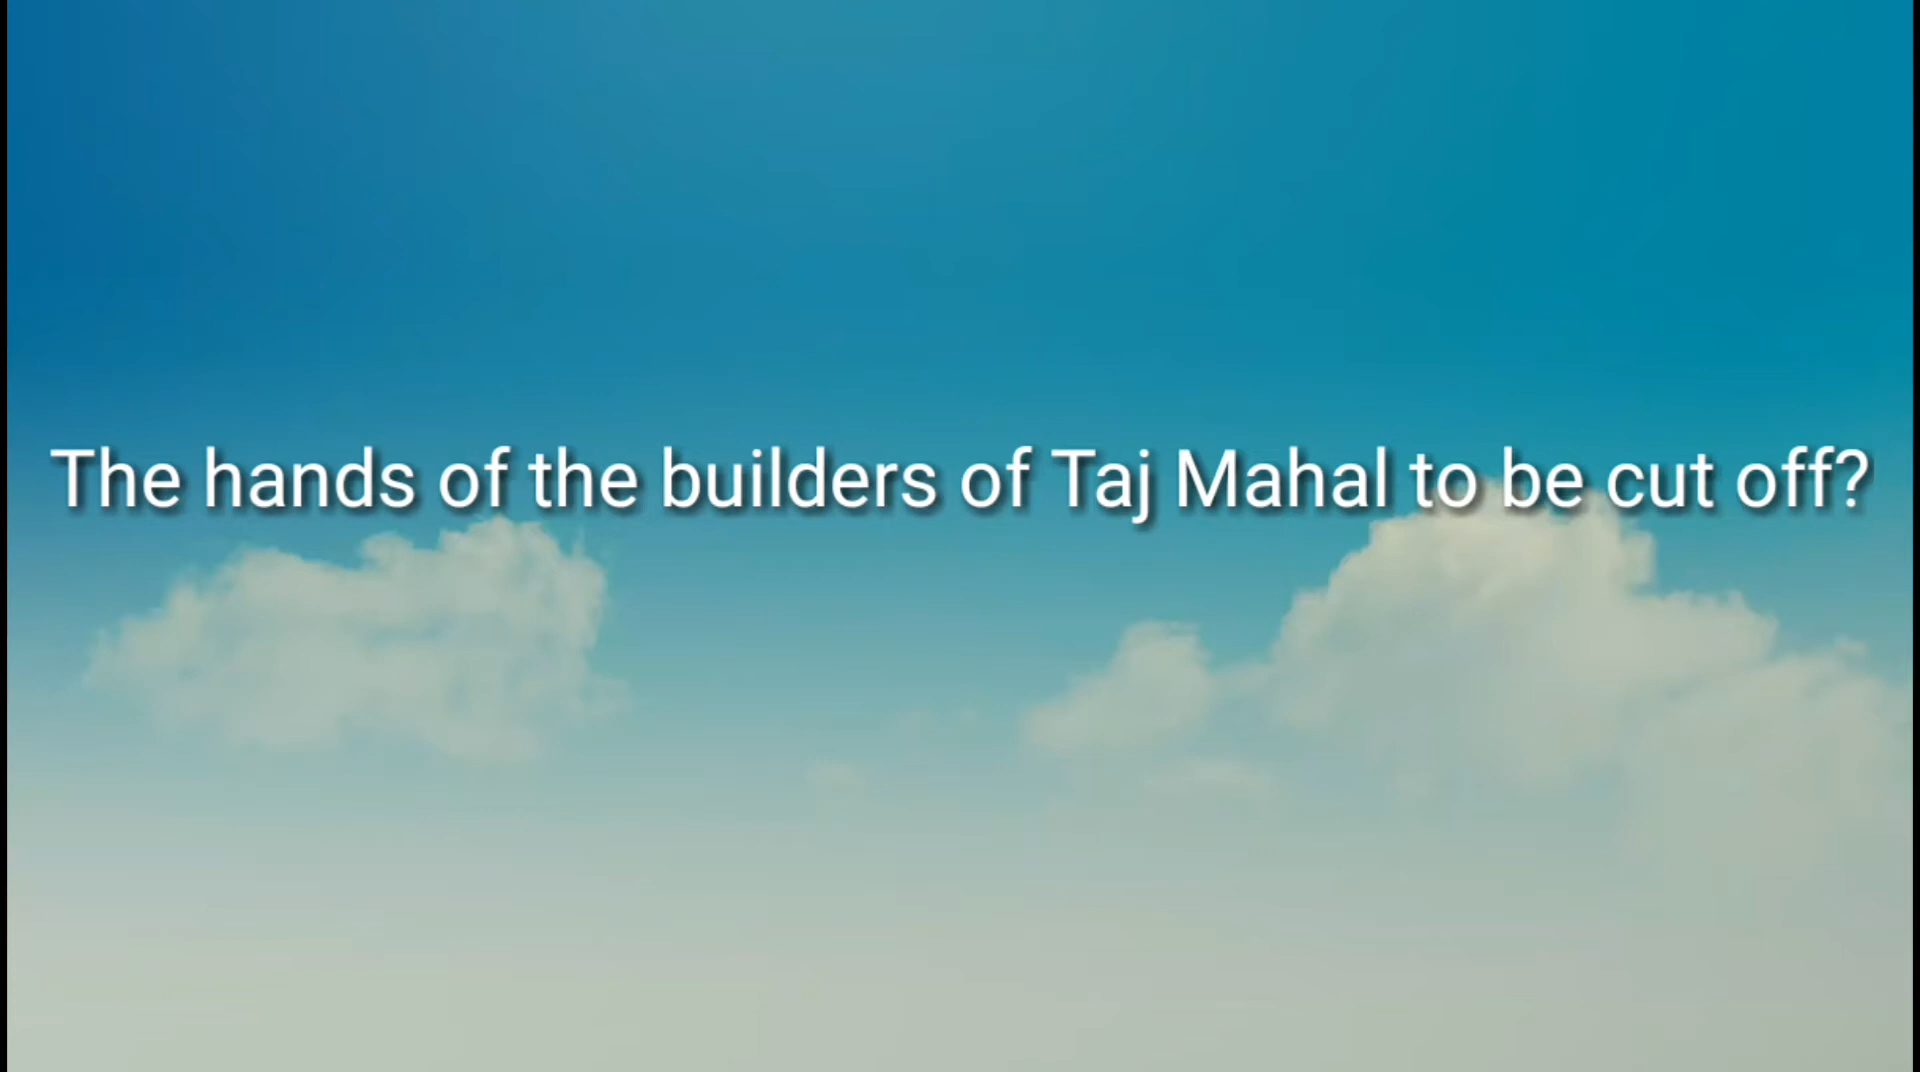 The hands of the builders of Taj Mahal to be cut off?